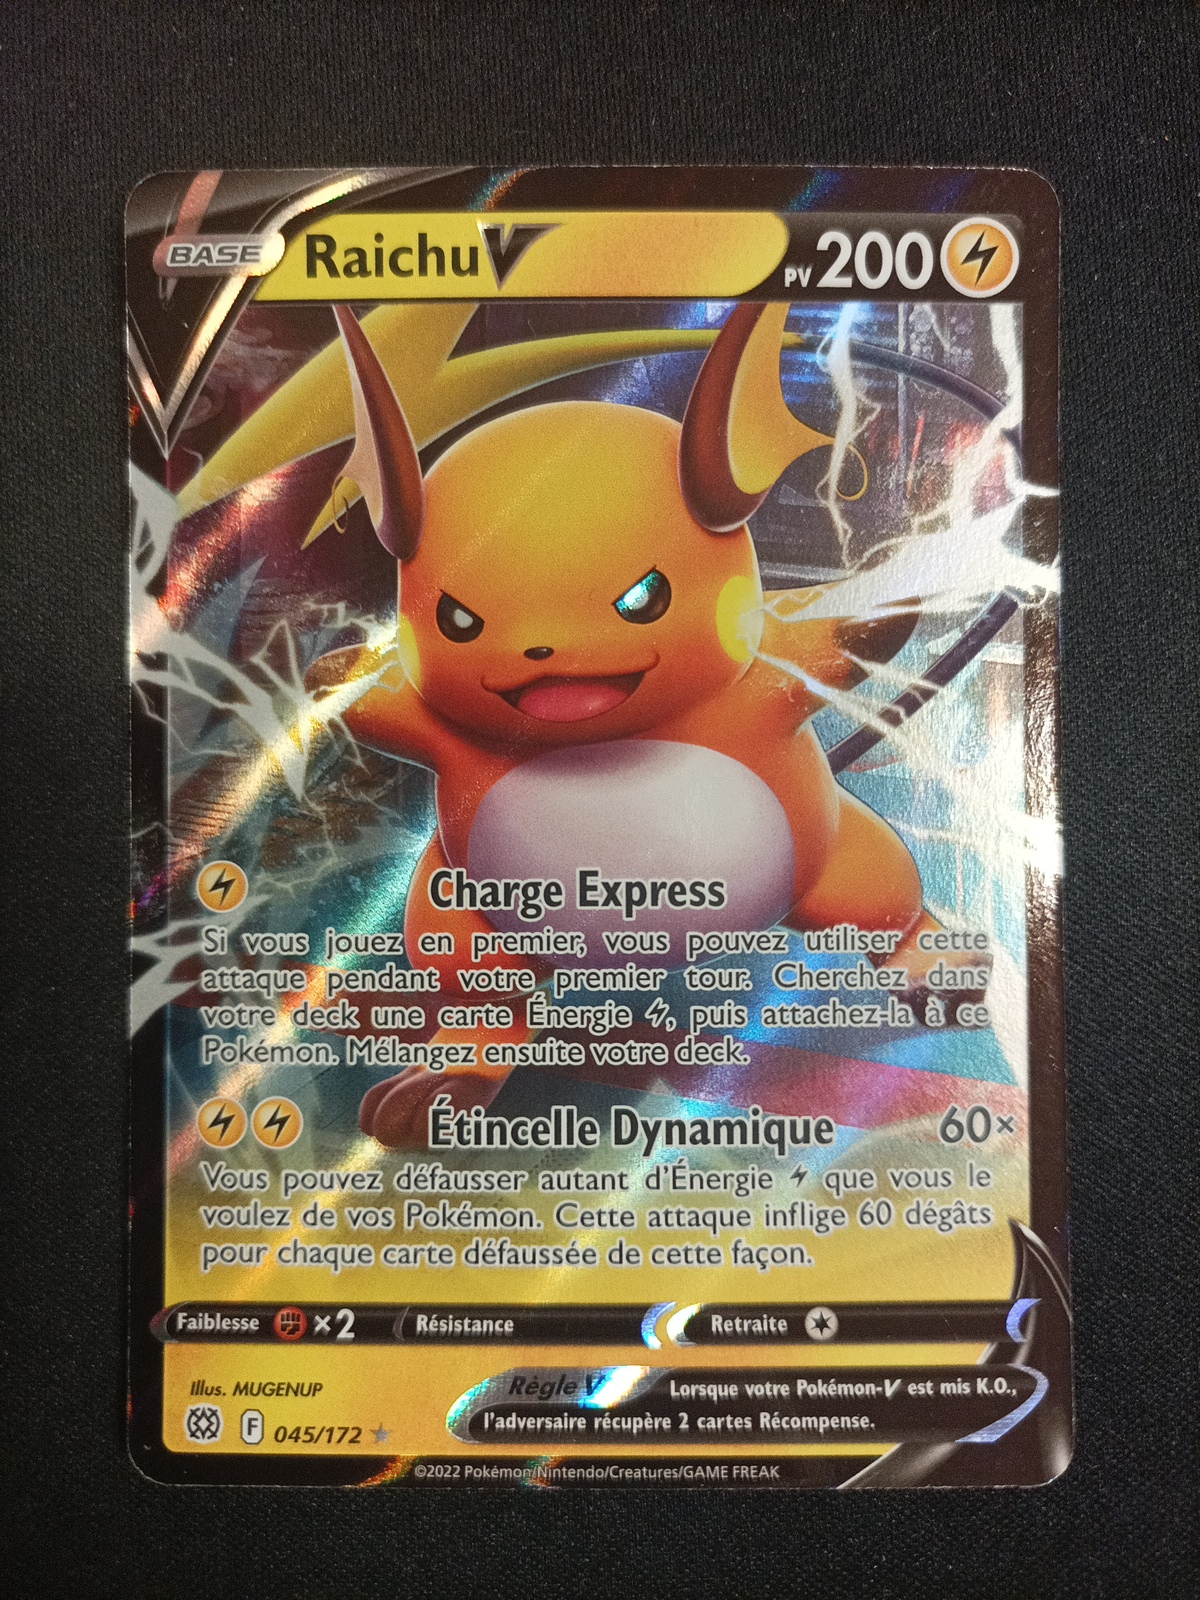 BASE Raichu V PV 200
Charge Express
Si vous jouez en premier, vous pouvez utiliser cette
attaque pendant votre premier tour. Cherchez dans
votre deck une carte Énergie, puis attachez-la à ce
Pokémon. Mélangez ensuite votre deck.
Étincelle Dynamique 60×
Vous pouvez défausser autant d'Énergie que vous le
voulez de vos Pokémon. Cette attaque inflige 60 dégâts
pour chaque carte défaussée de cette façon.
Faiblesse ×2 Résistance Retraite
Illus. MUGENUP
Règle V Lorsque votre Pokémon-V est mis K.O.,
l'adversaire récupère 2 cartes Récompense.
F 045/172
©2022 Pokémon/Nintendo/Creatures/GAME FREAK